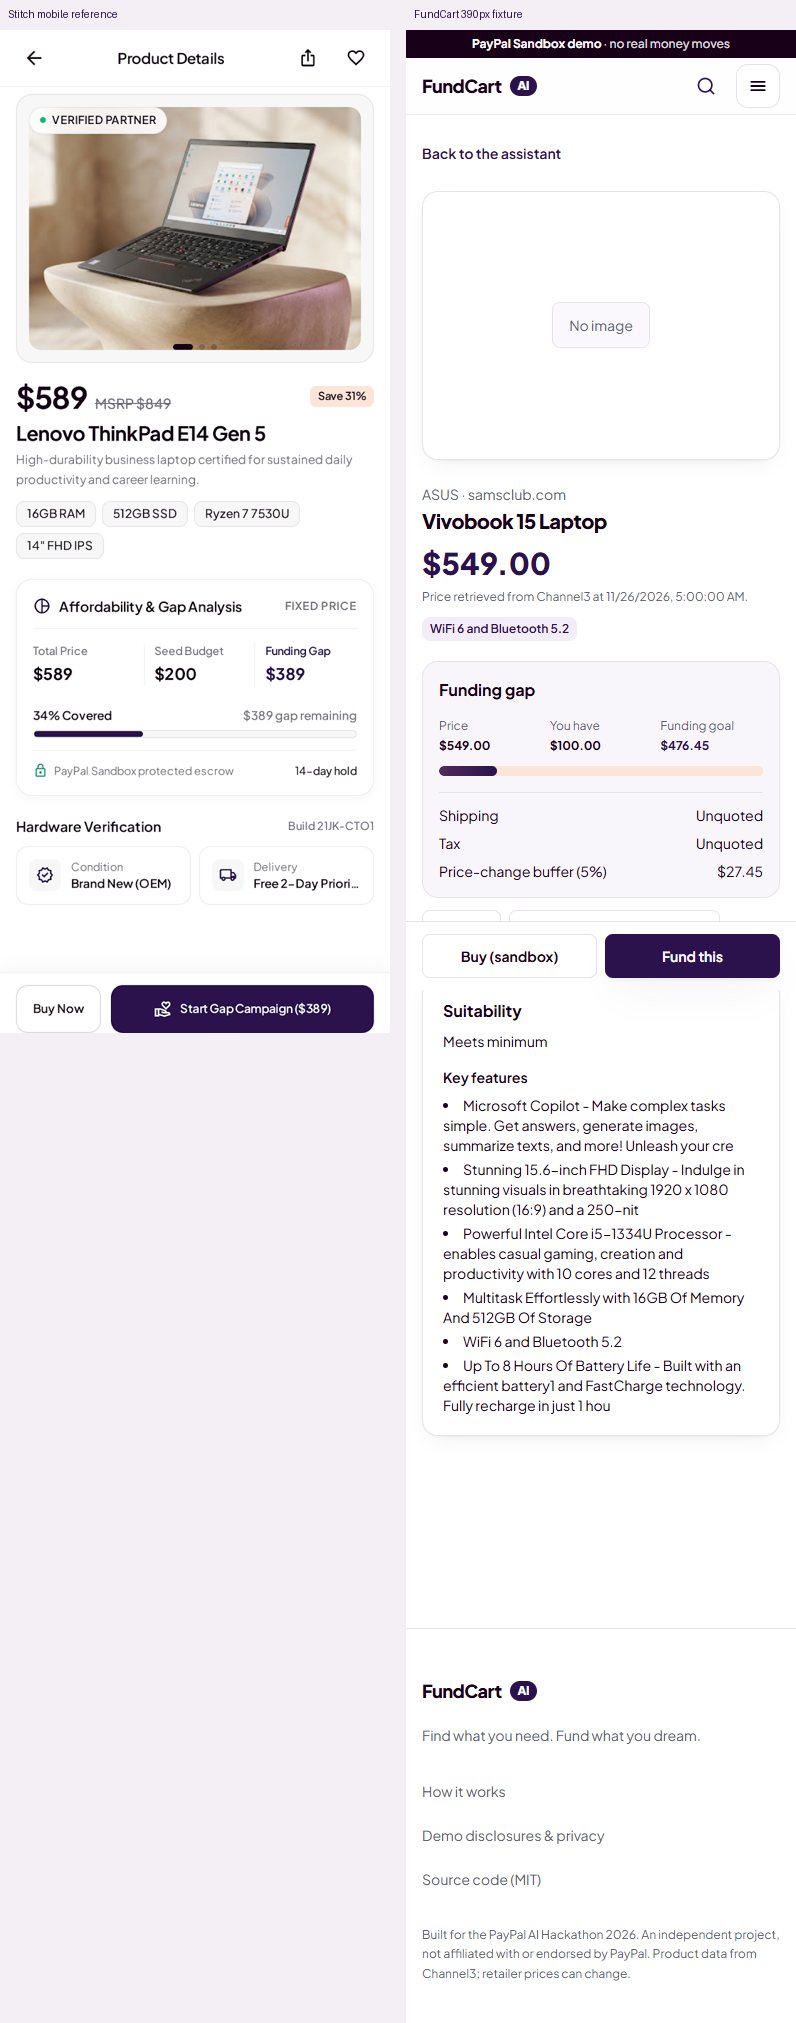 Stitch mobile reference
Product Details
VERIFIED PARTNER
$589 MSRP $849
Save 31%
Lenovo ThinkPad E14 Gen 5
High-durability business laptop certified for sustained daily
productivity and career learning.
16GB RAM
512GB SSD
Ryzen 7 7530U
14" FHD IPS
Affordability & Gap Analysis
FIXED PRICE
Total Price
$589
Seed Budget
$200
Funding Gap
$389
34% Covered
$389 gap remaining
PayPal Sandbox protected escrow
14-day hold
Hardware Verification
Build 21JK-CTO1
Condition
Brand New (OEM)
Delivery
Free 2-Day Priori...
Buy Now
Start Gap Campaign ($389)
FundCart 390px fixture
PayPal Sandbox demo · no real money moves
FundCart AI
Back to the assistant
No image
ASUS · samsclub.com
Vivobook 15 Laptop
$549.00
Price retrieved from Channel3 at 11/26/2026, 5:00:00 AM.
WiFi 6 and Bluetooth 5.2
Funding gap
Price
$549.00
You have
$100.00
Funding goal
$476.45
Shipping
Unquoted
Tax
Unquoted
Price-change buffer (5%)
$27.45
Buy (sandbox)
Fund this
Suitability
Meets minimum
Key features
• Microsoft Copilot - Make complex tasks
simple. Get answers, generate images,
summarize texts, and more! Unleash your cre
• Stunning 15.6-inch FHD Display - Indulge in
stunning visuals in breathtaking 1920 x 1080
resolution (16:9) and a 250-nit
• Powerful Intel Core i5-1334U Processor -
enables casual gaming, creation and
productivity with 10 cores and 12 threads
• Multitask Effortlessly with 16GB Of Memory
And 512GB Of Storage
• WiFi 6 and Bluetooth 5.2
• Up To 8 Hours Of Battery Life - Built with an
efficient battery1 and FastCharge technology.
Fully recharge in just 1 hou
FundCart AI
Find what you need. Fund what you dream.
How it works
Demo disclosures & privacy
Source code (MIT)
Built for the PayPal AI Hackathon 2026. An independent project,
not affiliated with or endorsed by PayPal. Product data from
Channel3; retailer prices can change.